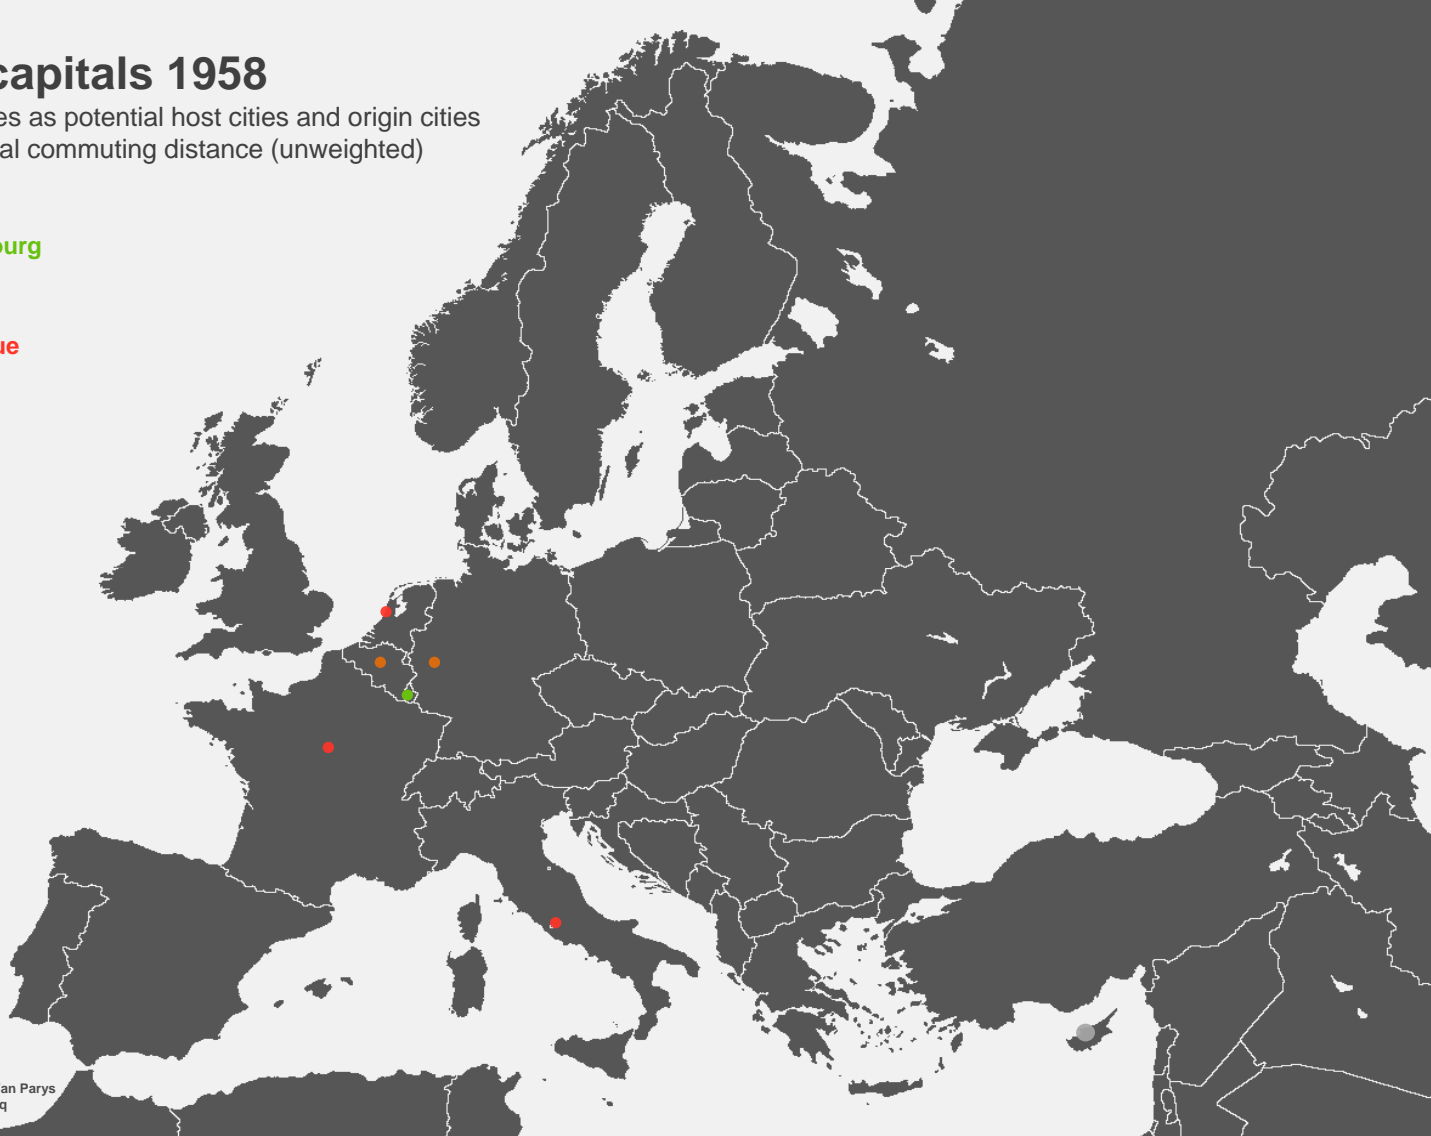 capitals 1958
es as potential host cities and origin cities
al commuting distance (unweighted)
ourg
ue
an Parys
q